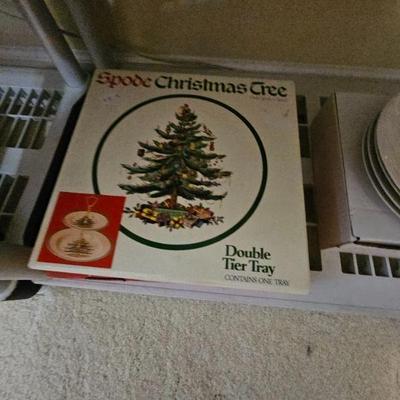 Spode Christmas Tree
Double
Tier Tray
CONTAINS ONE TRAY